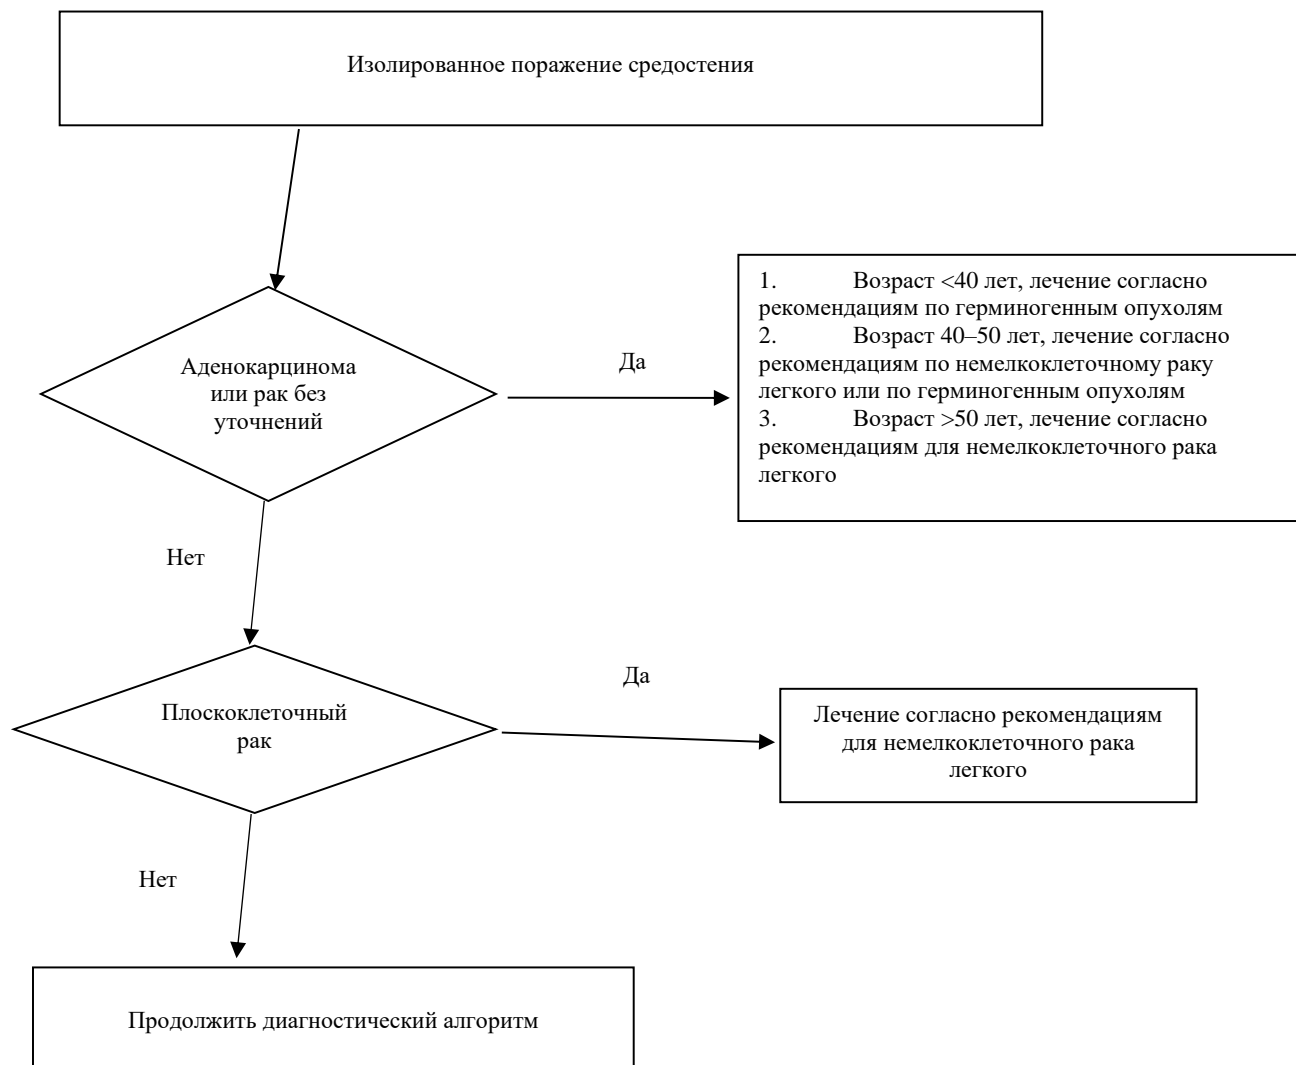 Изолированное поражение средостения
Аденокарцинома
или рак без
уточнений
Да
1. Возраст <40 лет, лечение согласно
рекомендациям по герминогенным опухолям
2. Возраст 40–50 лет, лечение согласно
рекомендациям по немелкоклеточному раку
легкого или по герминогенным опухолям
3. Возраст >50 лет, лечение согласно
рекомендациям для немелкоклеточного рака
легкого
Нет
Плоскоклеточный
рак
Да
Лечение согласно рекомендациям
для немелкоклеточного рака
легкого
Нет
Продолжить диагностический алгоритм